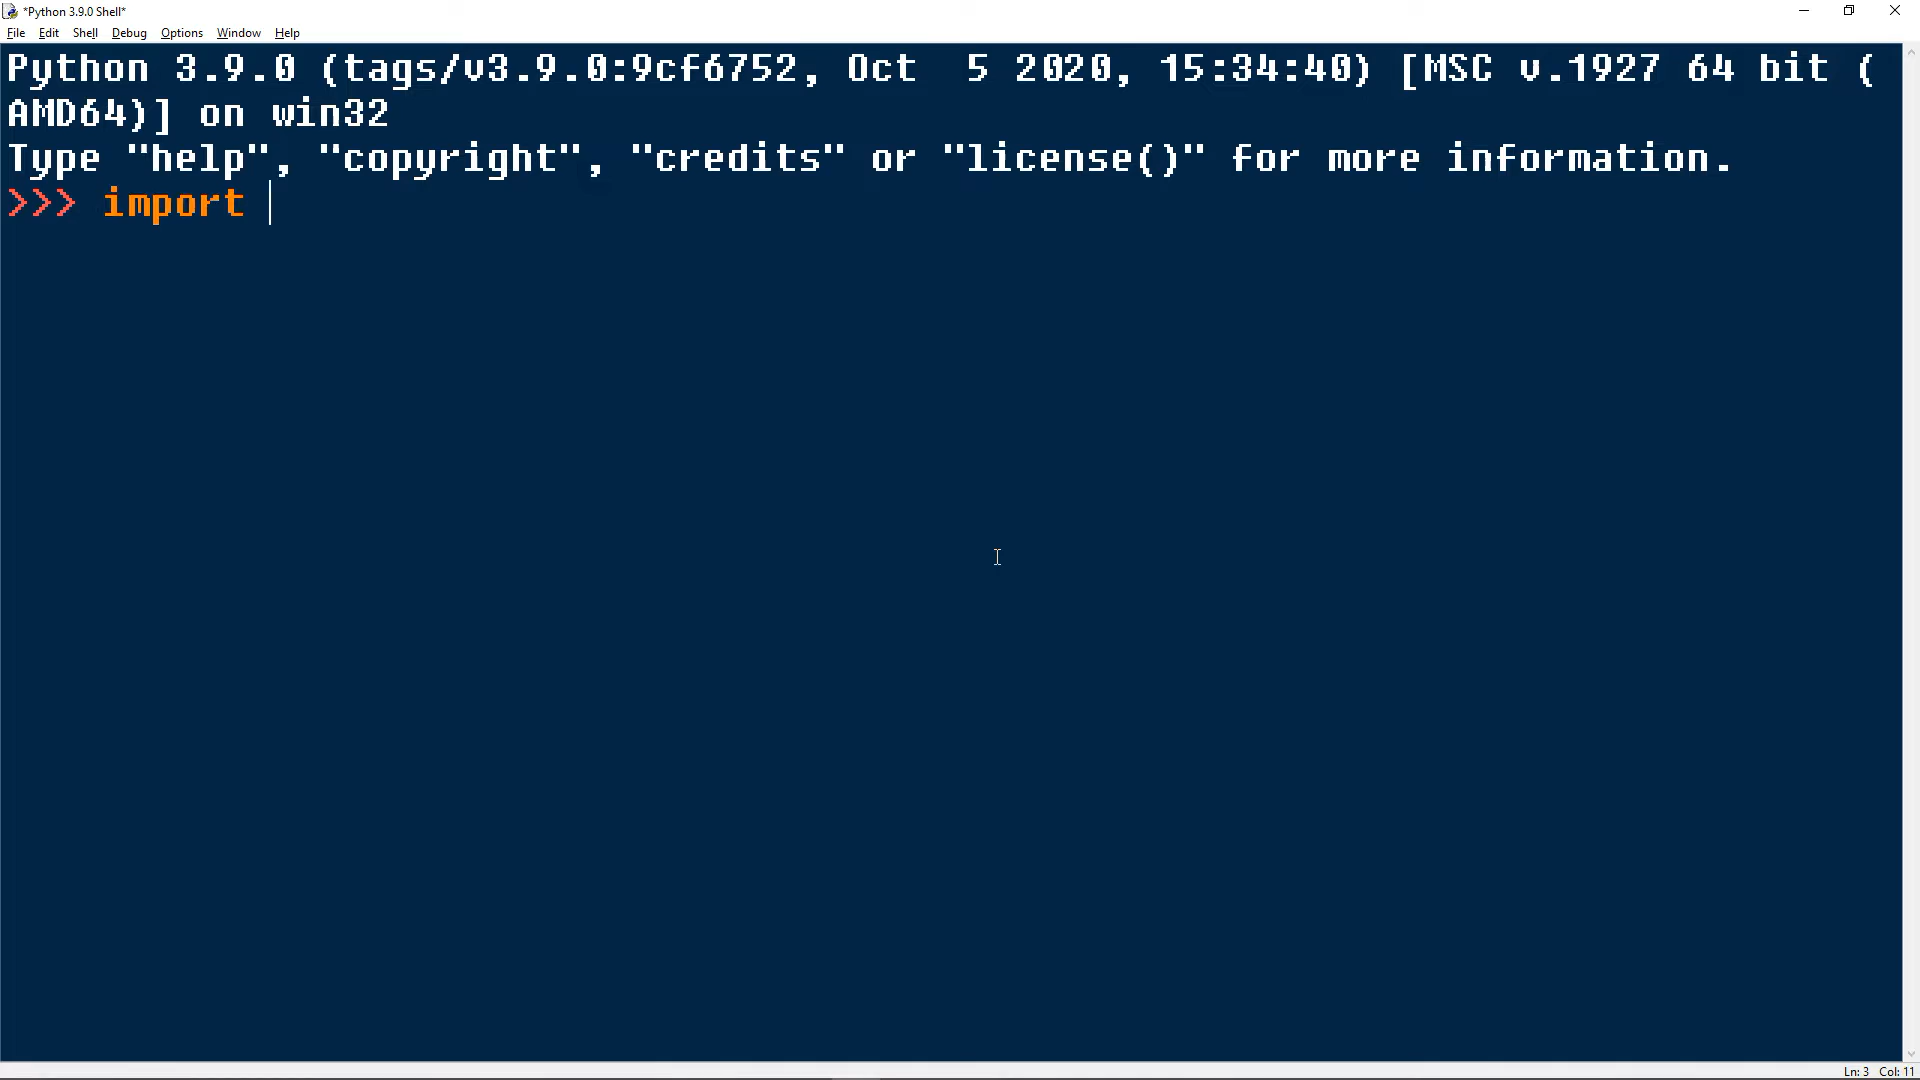 *Python 3.9.0 Shell*
File Edit Shell Debug Options Window Help
Python 3.9.0 (tags/v3.9.0:9cf6752, Oct  5 2020, 15:34:40) [MSC v.1927 64 bit (
AMD64)] on win32
Type "help", "copyright", "credits" or "license()" for more information.
>>> import
Ln: 3 Col: 11